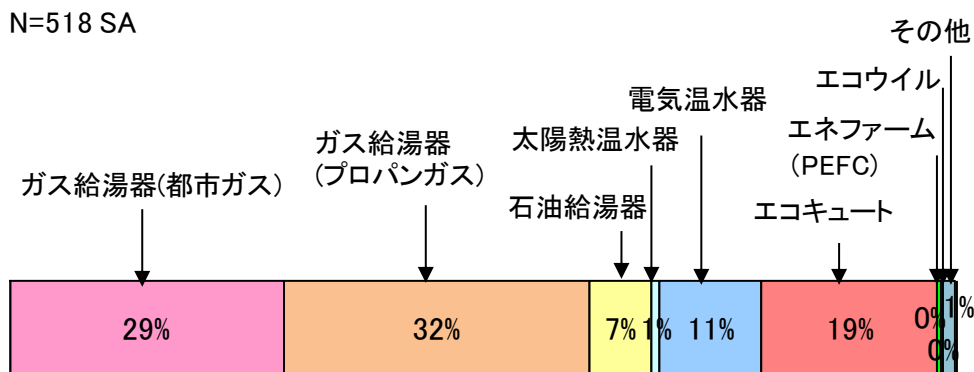 N=518 SA
その他
エコウイル
電気温水器
エネファーム
(PEFC)
太陽熱温水器
ガス給湯器
(プロパンガス)
ガス給湯器(都市ガス)
石油給湯器
エコキュート
29%
32%
7%
1%
11%
19%
0%
0%
1%